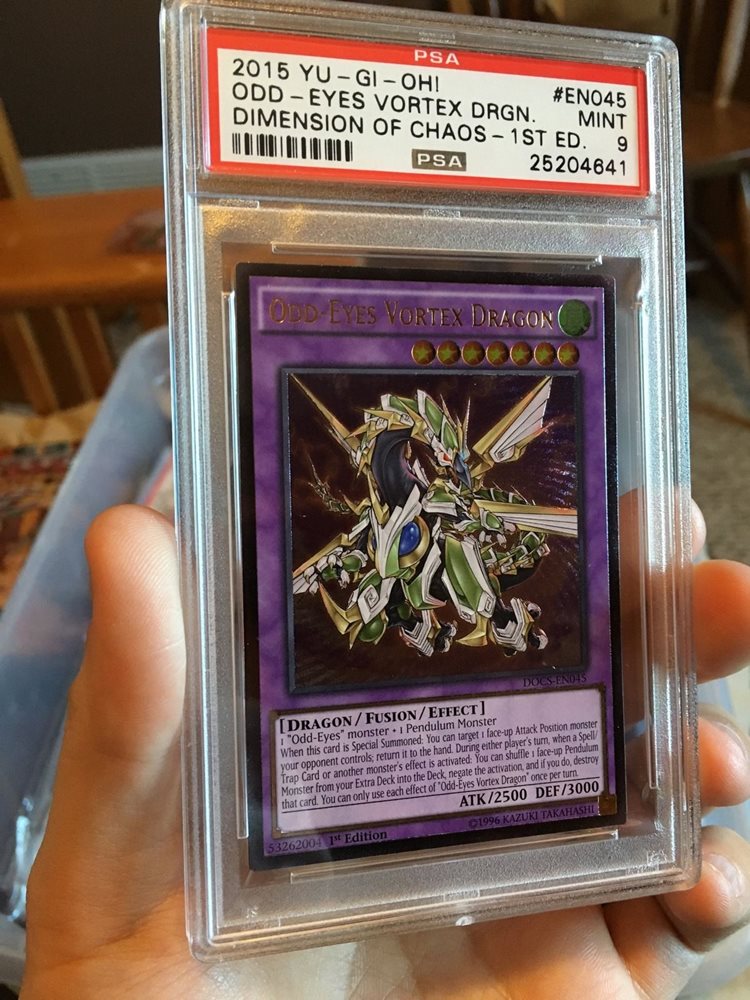 PSA
2015 YU-GI-OH! #EN045
ODD-EYES VORTEX DRGN. MINT
DIMENSION OF CHAOS-1ST ED. 9
PSA 25204641
ODD-EYES VORTEX DRAGON
DOCS-EN045
[DRAGON/FUSION/EFFECT]
1 "Odd-Eyes" monster + 1 Pendulum Monster
When this card is Special Summoned: You can target 1 face-up Attack Position monster
your opponent controls; return it to the hand. During either player's turn, when a Spell/
Trap Card or another monster's effect is activated: You can shuffle 1 face-up Pendulum
Monster from your Extra Deck into the Deck, negate the activation, and if you do, destroy
that card. You can only use each effect of "Odd-Eyes Vortex Dragon" once per turn.
ATK/2500 DEF/3000
53262004 1st Edition ©1996 KAZUKI TAKAHASHI